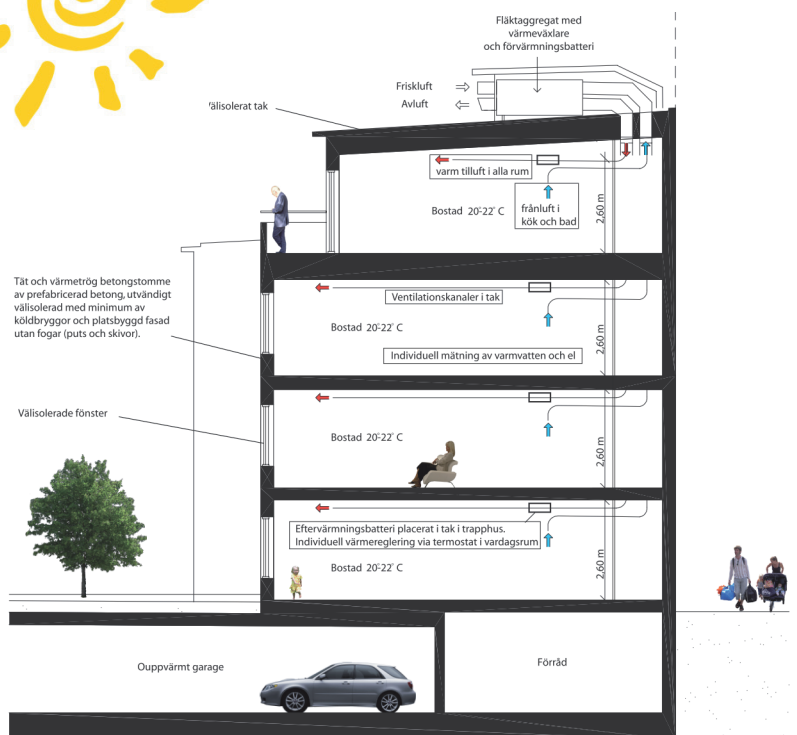 Fläktaggregat med
värmeväxlare
och förvärmningsbatteri
Friskluft
Avluft
älisolerat tak
varm tilluft i alla rum
Bostad 20-22° C
frånluft i
kök och bad
2,60 m
Tät och värmetrög betongstomme
av prefabricerad betong, utvändigt
välisolerad med minimum av
köldbryggor och platsbyggd fasad
utan fogar (puts och skivor).
Ventilationskanaler i tak
Bostad 20-22° C
Individuell mätning av varmvatten och el
2,60 m
Välisolerade fönster
Bostad 20-22° C
2,60 m
Eftervärmningsbatteri placerat i tak i trapphus.
Individuell värmereglering via termostat i vardagsrum
Bostad 20-22° C
2,60 m
Ouppvärmt garage
Förråd